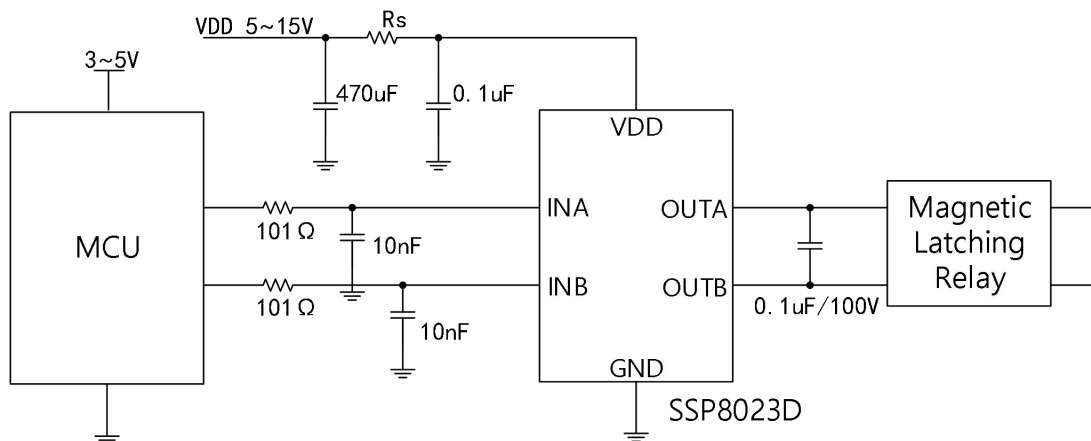 VDD 5~15V
Rs
3~5V
470uF
0.1uF
VDD
MCU
101Ω
10nF
INA
OUTA
101Ω
10nF
INB
OUTB
0.1uF/100V
Magnetic
Latching
Relay
GND
SSP8023D